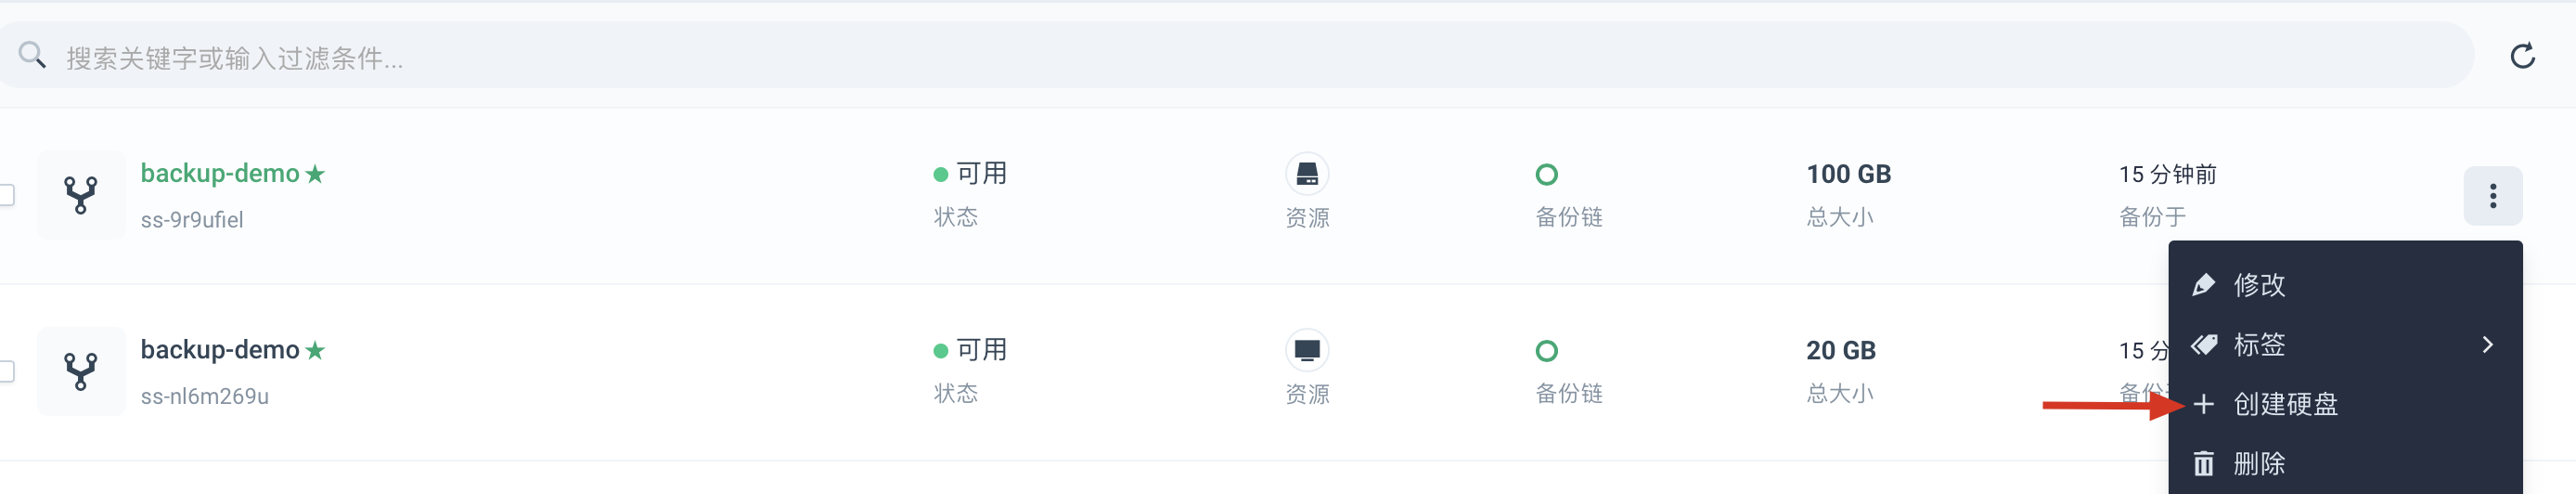 搜索关键字或输入过滤条件...
backup-demo★ 可用 100 GB 15 分钟前
ss-9r9ufiel 状态 资源 备份链 总大小 备份于
修改
backup-demo★ 可用 20 GB 15 分
标签
ss-nl6m269u 状态 资源 备份链 总大小 备份
创建硬盘
删除